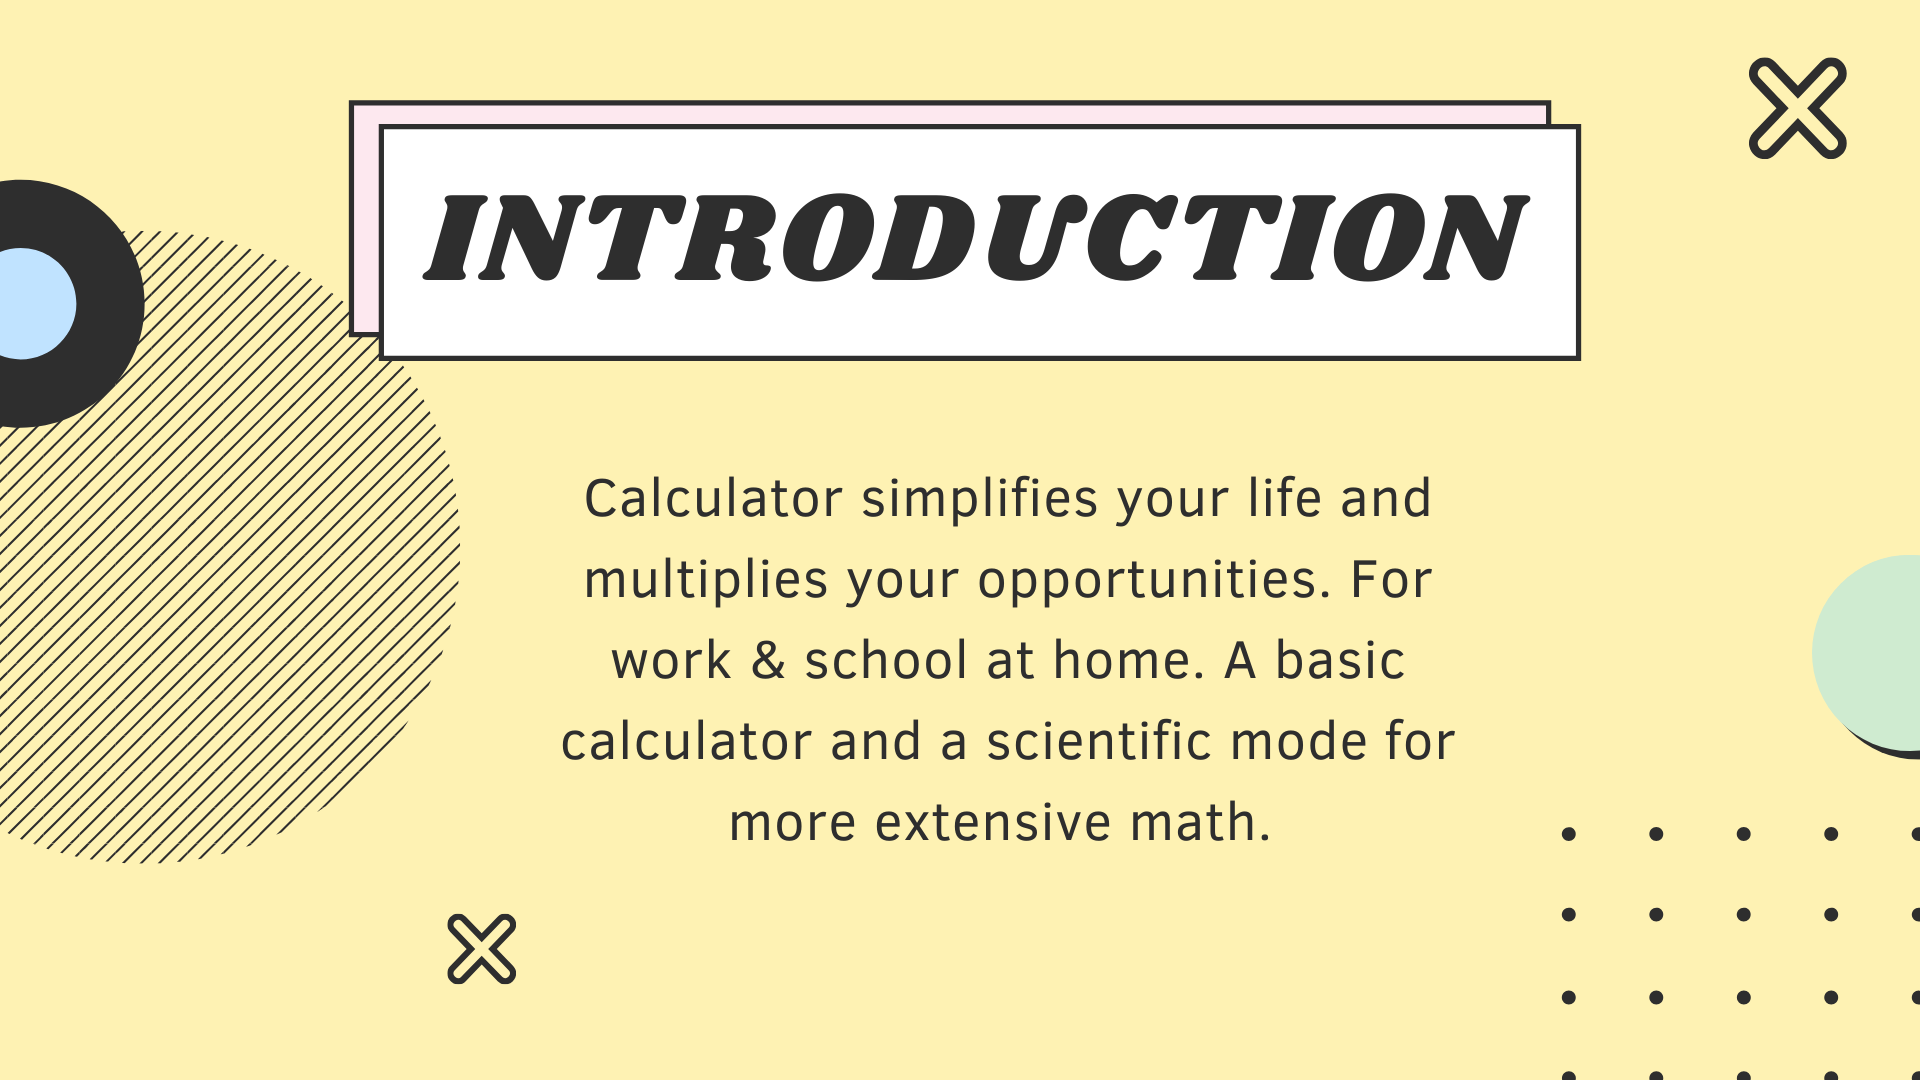 INTRODUCTION
Calculator simplifies your life and
multiplies your opportunities. For
work & school at home. A basic
calculator and a scientific mode for
more extensive math.